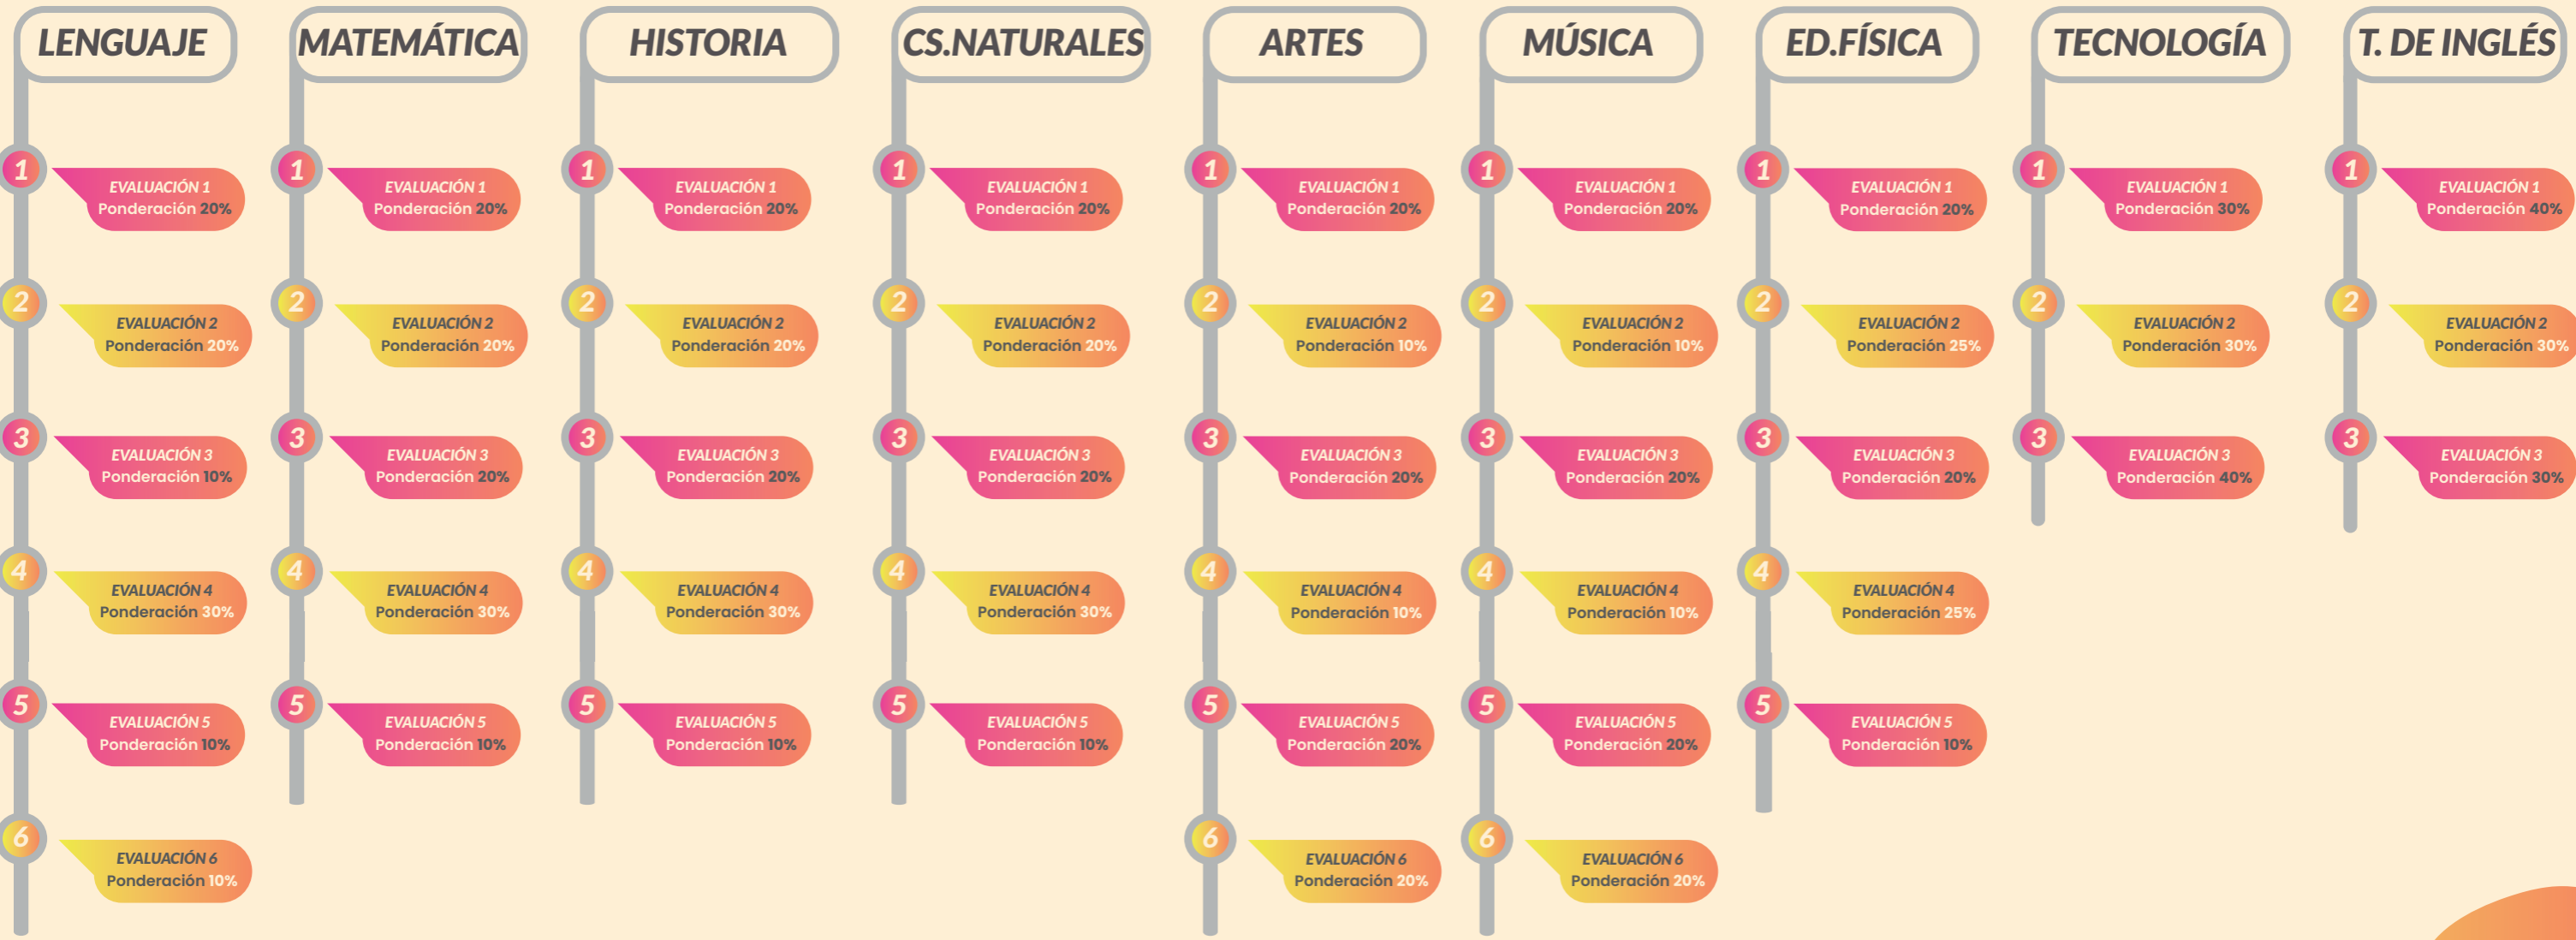 LENGUAJE
1
EVALUACIÓN 1
Ponderación 20%
2
EVALUACIÓN 2
Ponderación 20%
3
EVALUACIÓN 3
Ponderación 10%
4
EVALUACIÓN 4
Ponderación 30%
5
EVALUACIÓN 5
Ponderación 10%
6
EVALUACIÓN 6
Ponderación 10%
MATEMÁTICA
1
EVALUACIÓN 1
Ponderación 20%
2
EVALUACIÓN 2
Ponderación 20%
3
EVALUACIÓN 3
Ponderación 20%
4
EVALUACIÓN 4
Ponderación 30%
5
EVALUACIÓN 5
Ponderación 10%
HISTORIA
1
EVALUACIÓN 1
Ponderación 20%
2
EVALUACIÓN 2
Ponderación 20%
3
EVALUACIÓN 3
Ponderación 20%
4
EVALUACIÓN 4
Ponderación 30%
5
EVALUACIÓN 5
Ponderación 10%
CS.NATURALES
1
EVALUACIÓN 1
Ponderación 20%
2
EVALUACIÓN 2
Ponderación 20%
3
EVALUACIÓN 3
Ponderación 20%
4
EVALUACIÓN 4
Ponderación 30%
5
EVALUACIÓN 5
Ponderación 10%
ARTES
1
EVALUACIÓN 1
Ponderación 20%
2
EVALUACIÓN 2
Ponderación 10%
3
EVALUACIÓN 3
Ponderación 20%
4
EVALUACIÓN 4
Ponderación 10%
5
EVALUACIÓN 5
Ponderación 20%
6
EVALUACIÓN 6
Ponderación 20%
MÚSICA
1
EVALUACIÓN 1
Ponderación 20%
2
EVALUACIÓN 2
Ponderación 10%
3
EVALUACIÓN 3
Ponderación 20%
4
EVALUACIÓN 4
Ponderación 10%
5
EVALUACIÓN 5
Ponderación 20%
6
EVALUACIÓN 6
Ponderación 20%
ED.FÍSICA
1
EVALUACIÓN 1
Ponderación 20%
2
EVALUACIÓN 2
Ponderación 25%
3
EVALUACIÓN 3
Ponderación 20%
4
EVALUACIÓN 4
Ponderación 25%
5
EVALUACIÓN 5
Ponderación 10%
TECNOLOGÍA
1
EVALUACIÓN 1
Ponderación 30%
2
EVALUACIÓN 2
Ponderación 30%
3
EVALUACIÓN 3
Ponderación 40%
T. DE INGLÉS
1
EVALUACIÓN 1
Ponderación 40%
2
EVALUACIÓN 2
Ponderación 30%
3
EVALUACIÓN 3
Ponderación 30%